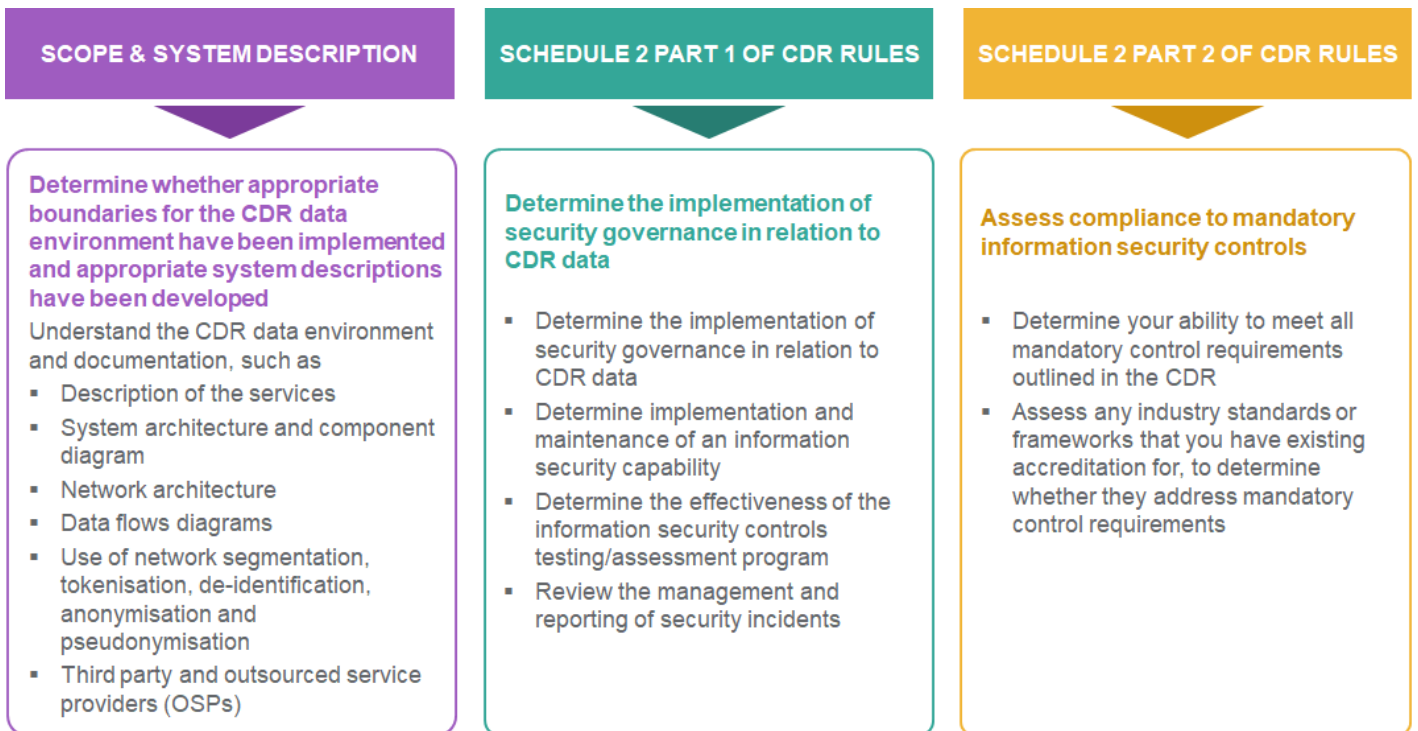 SCOPE & SYSTEM DESCRIPTION
Determine whether appropriate
boundaries for the CDR data
environment have been implemented
and appropriate system descriptions
have been developed
Understand the CDR data environment
and documentation, such as
▪ Description of the services
▪ System architecture and component
diagram
▪ Network architecture
▪ Data flows diagrams
▪ Use of network segmentation,
tokenisation, de-identification,
anonymisation and
pseudonymisation
▪ Third party and outsourced service
providers (OSPs)
SCHEDULE 2 PART 1 OF CDR RULES
Determine the implementation of
security governance in relation to
CDR data
▪ Determine the implementation of
security governance in relation to
CDR data
▪ Determine implementation and
maintenance of an information
security capability
▪ Determine the effectiveness of the
information security controls
testing/assessment program
▪ Review the management and
reporting of security incidents
SCHEDULE 2 PART 2 OF CDR RULES
Assess compliance to mandatory
information security controls
▪ Determine your ability to meet all
mandatory control requirements
outlined in the CDR
▪ Assess any industry standards or
frameworks that you have existing
accreditation for, to determine
whether they address mandatory
control requirements